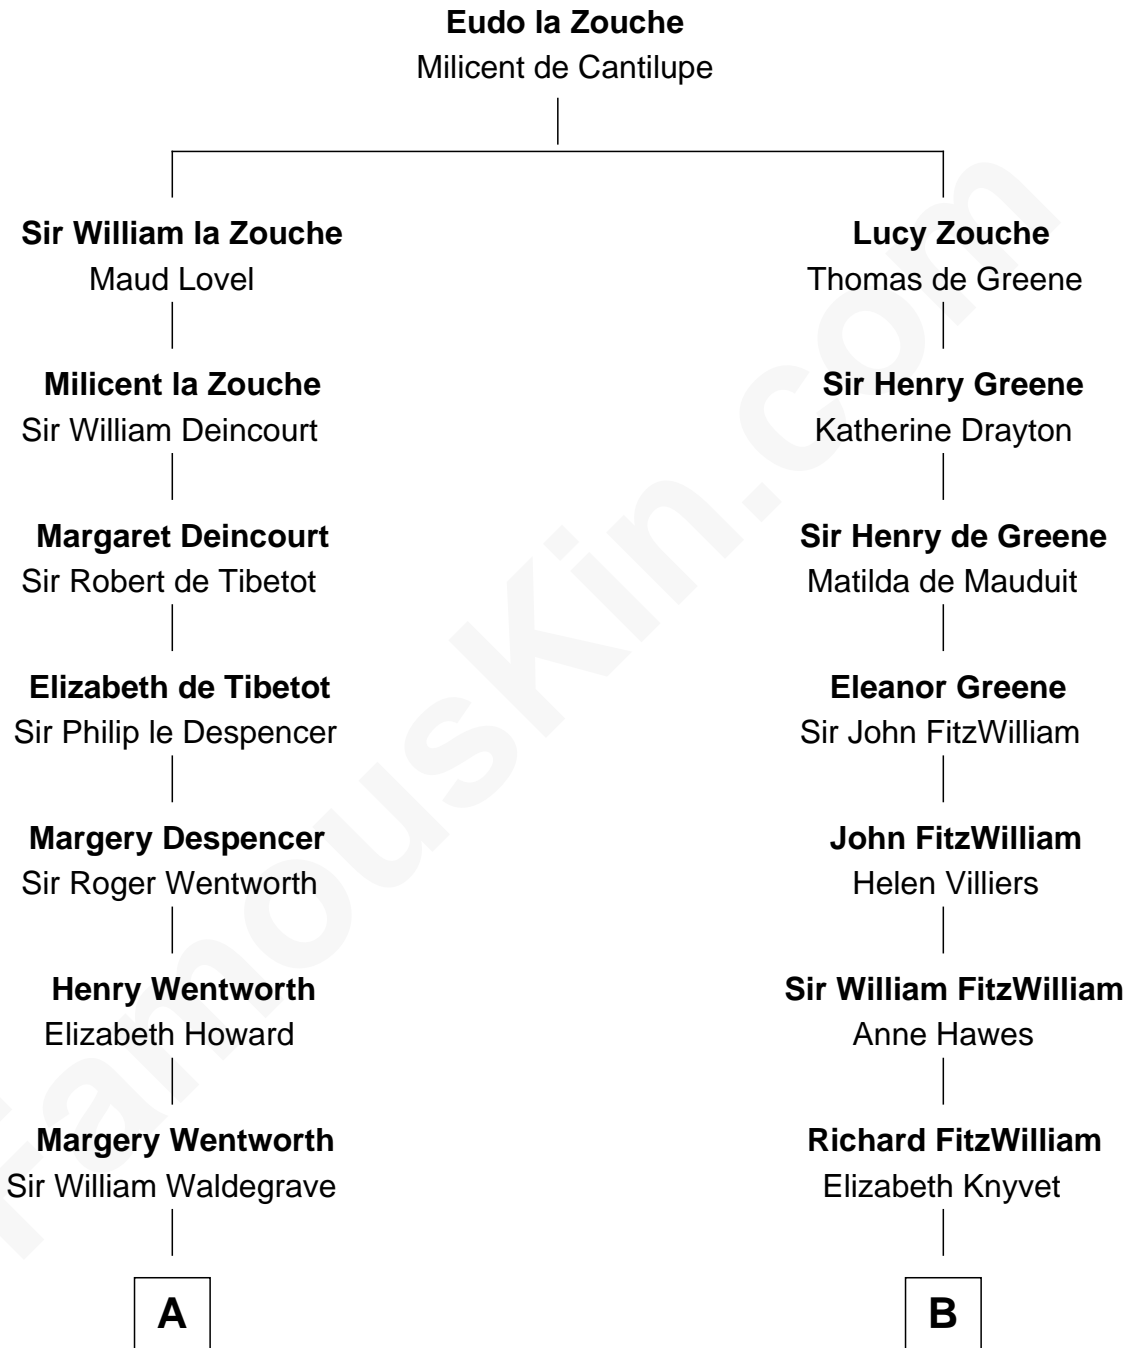 Eudo la Zouche
Milicent de Cantilupe
Sir William la Zouche
Maud Lovel
Lucy Zouche
Thomas de Greene
Milicent la Zouche
Sir William Deincourt
Sir Henry Greene
Katherine Drayton
Margaret Deincourt
Sir Robert de Tibetot
Sir Henry de Greene
Matilda de Mauduit
Elizabeth de Tibetot
Sir Philip le Despencer
Eleanor Greene
Sir John FitzWilliam
Margery Despencer
Sir Roger Wentworth
John FitzWilliam
Helen Villiers
Henry Wentworth
Elizabeth Howard
Sir William FitzWilliam
Anne Hawes
Margery Wentworth
Sir William Waldegrave
Richard FitzWilliam
Elizabeth Knyvet
A
B
FamousKin.com